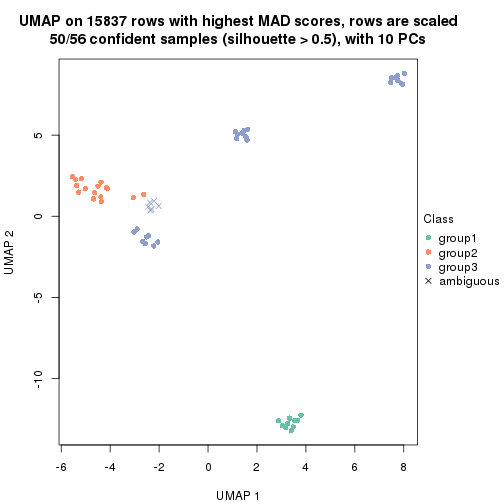 UMAP on 15837 rows with highest MAD scores, rows are scaled
50/56 confident samples (silhouette > 0.5), with 10 PCs
5
0
-5
-10
UMAP 2
-6 -4 -2 0 2 4 6 8
UMAP 1
Class
group1
group2
group3
ambiguous